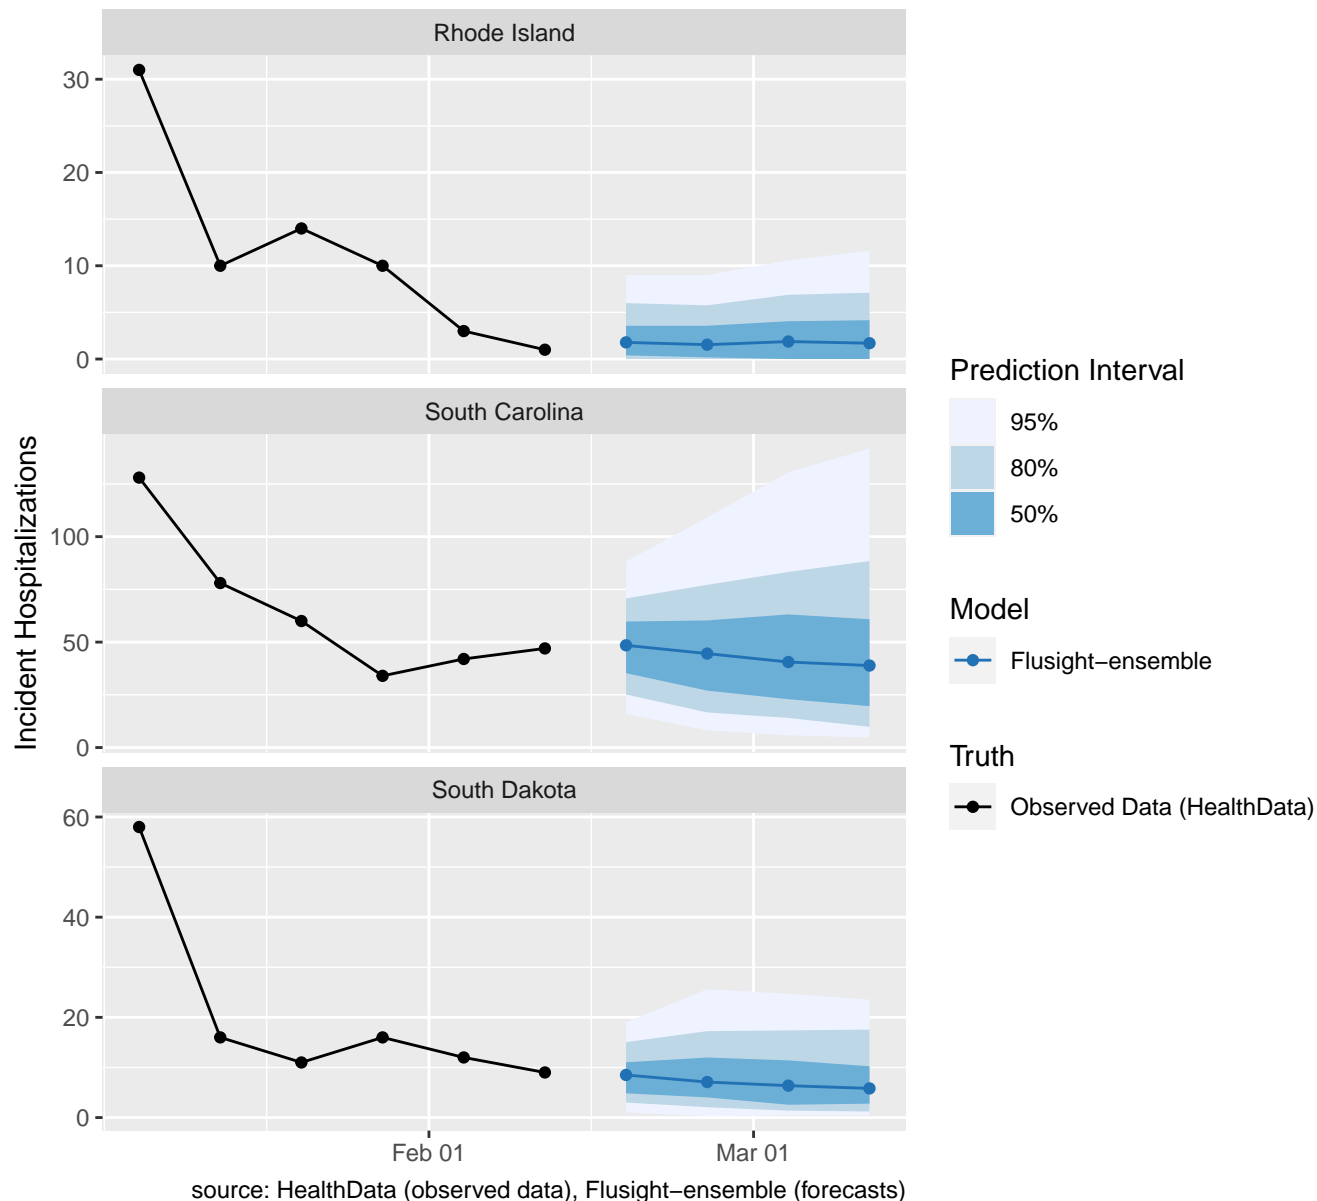 Rhode Island
30
20
10
0
South Carolina
100
50
0
South Dakota
60
40
20
0
Feb 01
Mar 01
Incident Hospitalizations
source: HealthData (observed data), Flusight−ensemble (forecasts)
Prediction Interval
95%
80%
50%
Model
Flusight−ensemble
Truth
Observed Data (HealthData)